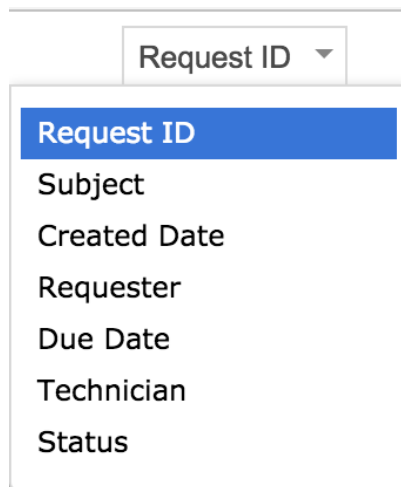 Request ID
Request ID
Subject
Created Date
Requester
Due Date
Technician
Status